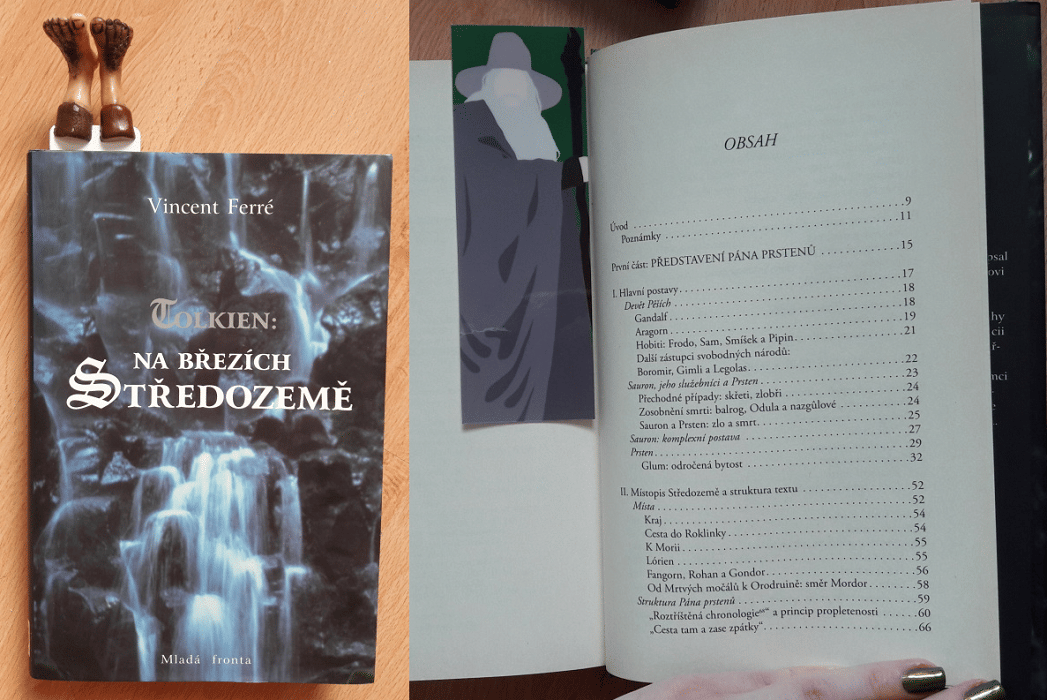 Vincent Ferré
TOLKIEN:
NA BŘEZÍCH
STŘEDOZEMĚ
Mladá fronta
OBSAH
Úvod . . . . . . . . . . 9
Poznámky . . . . . . . . . . 11
První část: PŘEDSTAVENÍ PÁNA PRSTENŮ . . . . . . . . . . 15
I. Hlavní postavy . . . . . . . . . . 17
Devět Pěších . . . . . . . . . . 18
Gandalf . . . . . . . . . . 18
Aragorn . . . . . . . . . . 19
Hobiti: Frodo, Sam, Smíšek a Pipin . . . . . . . . . . 21
Další zástupci svobodných národů:
Boromir, Gimli a Legolas . . . . . . . . . . 22
Sauron, jeho služebníci a Prsten . . . . . . . . . . 23
Přechodné případy: skřeti, zlobři . . . . . . . . . . 24
Zosobnění smrti: balrog, Odula a nazgûlové . . . . . . . . . . 24
Sauron a Prsten: zlo a smrt . . . . . . . . . . 25
Sauron: komplexní postava . . . . . . . . . . 27
Prsten . . . . . . . . . . 29
Glum: odročená bytost . . . . . . . . . . 32
II. Místopis Středozemě a struktura textu . . . . . . . . . . 52
Místa . . . . . . . . . . 52
Kraj . . . . . . . . . . 54
Cesta do Roklinky . . . . . . . . . . 54
K Morii . . . . . . . . . . 55
Lórien . . . . . . . . . . 55
Fangorn, Rohan a Gondor . . . . . . . . . . 56
Od Mrtvých močálů k Orodruině: směr Mordor . . . . . . . . . . 58
Struktura Pána prstenů . . . . . . . . . . 59
„Roztříštěná chronologie“ a princip propletenosti . . . . . . . . . . 60
„Cesta tam a zase zpátky“ . . . . . . . . . . 66